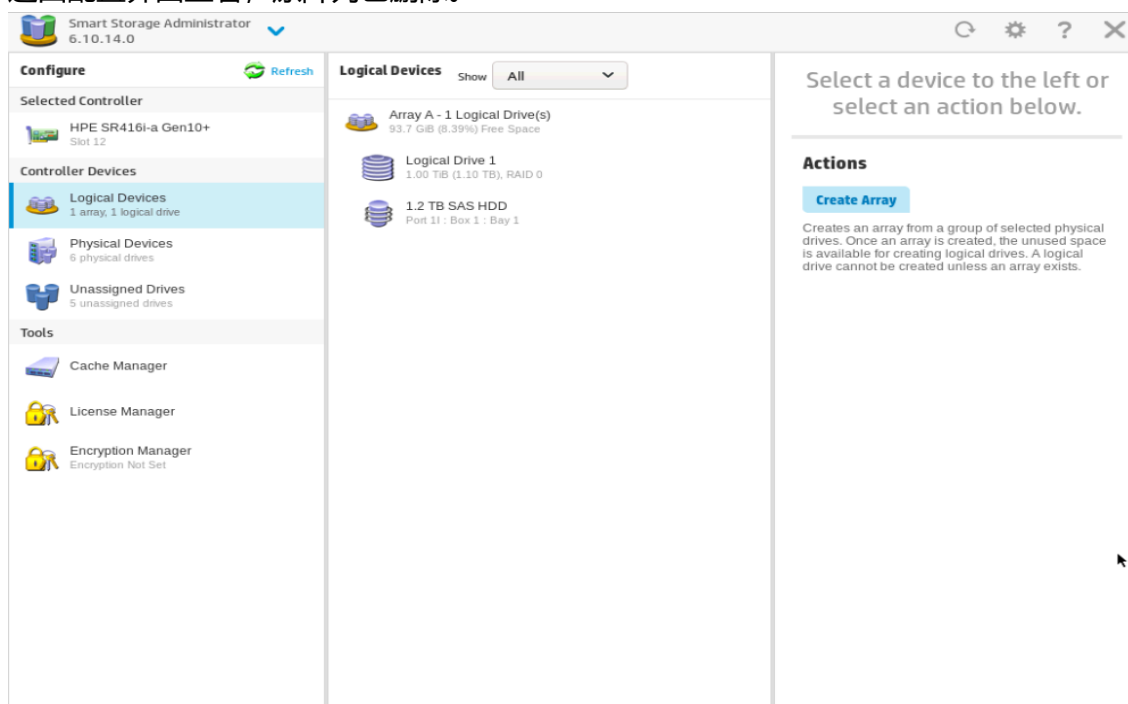 Smart Storage Administrator
6.10.14.0
Configure
Refresh
Selected Controller
HPE SR416i-a Gen10+
Slot 12
Controller Devices
Logical Devices
1 array, 1 logical drive
Physical Devices
6 physical drives
Unassigned Drives
5 unassigned drives
Tools
Cache Manager
License Manager
Encryption Manager
Encryption Not Set
Logical Devices Show All
Array A - 1 Logical Drive(s)
93.7 GiB (8.39%) Free Space
Logical Drive 1
1.00 TiB (1.10 TB), RAID 0
1.2 TB SAS HDD
Port 1I : Box 1 : Bay 1
Select a device to the left or
select an action below.
Actions
Create Array
Creates an array from a group of selected physical
drives. Once an array is created, the unused space
is available for creating logical drives. A logical
drive cannot be created unless an array exists.